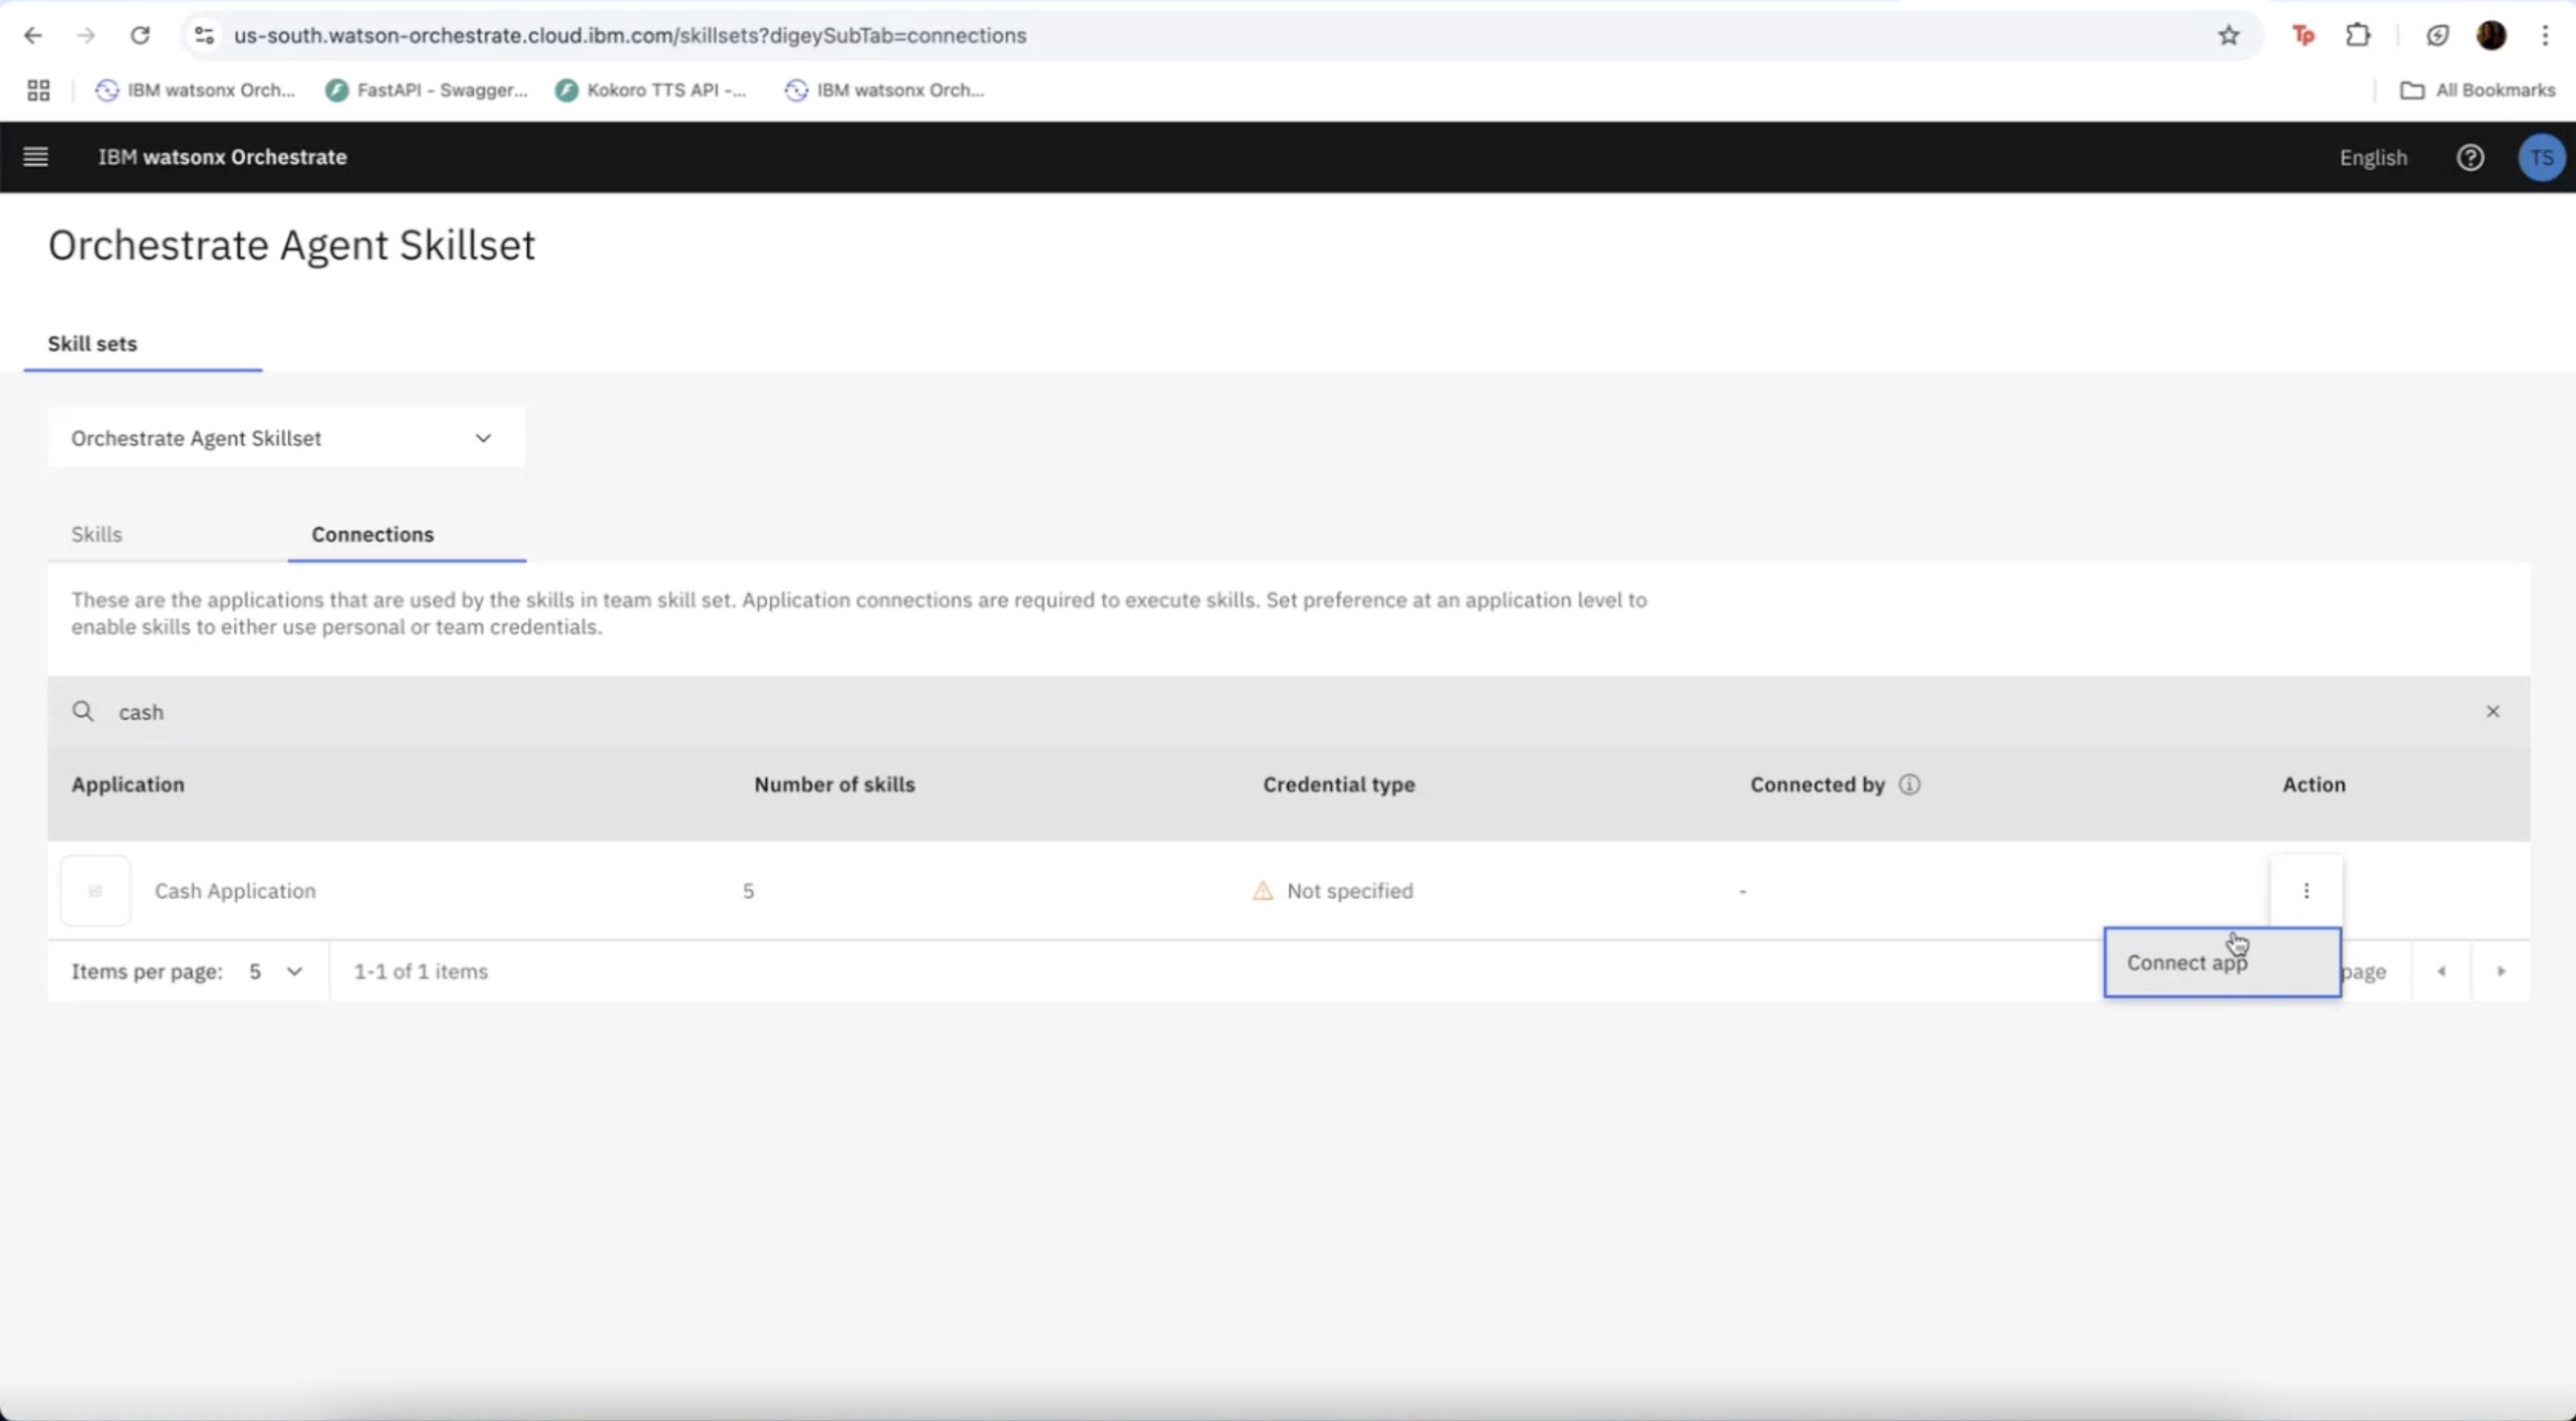 us-south.watson-orchestrate.cloud.ibm.com/skillsets?digeySubTab=connections
Tp
IBM watsonx Orch...
FastAPI - Swagger...
Kokoro TTS API -...
IBM watsonx Orch...
All Bookmarks
IBM watsonx Orchestrate
English
TS
Orchestrate Agent Skillset
Skill sets
Orchestrate Agent Skillset
Skills
Connections
These are the applications that are used by the skills in team skill set. Application connections are required to execute skills. Set preference at an application level to
enable skills to either use personal or team credentials.
cash
Application Number of skills Credential type Connected by Action
Cash Application 5 Not specified -
Connect app
Items per page: 5 1-1 of 1 items page